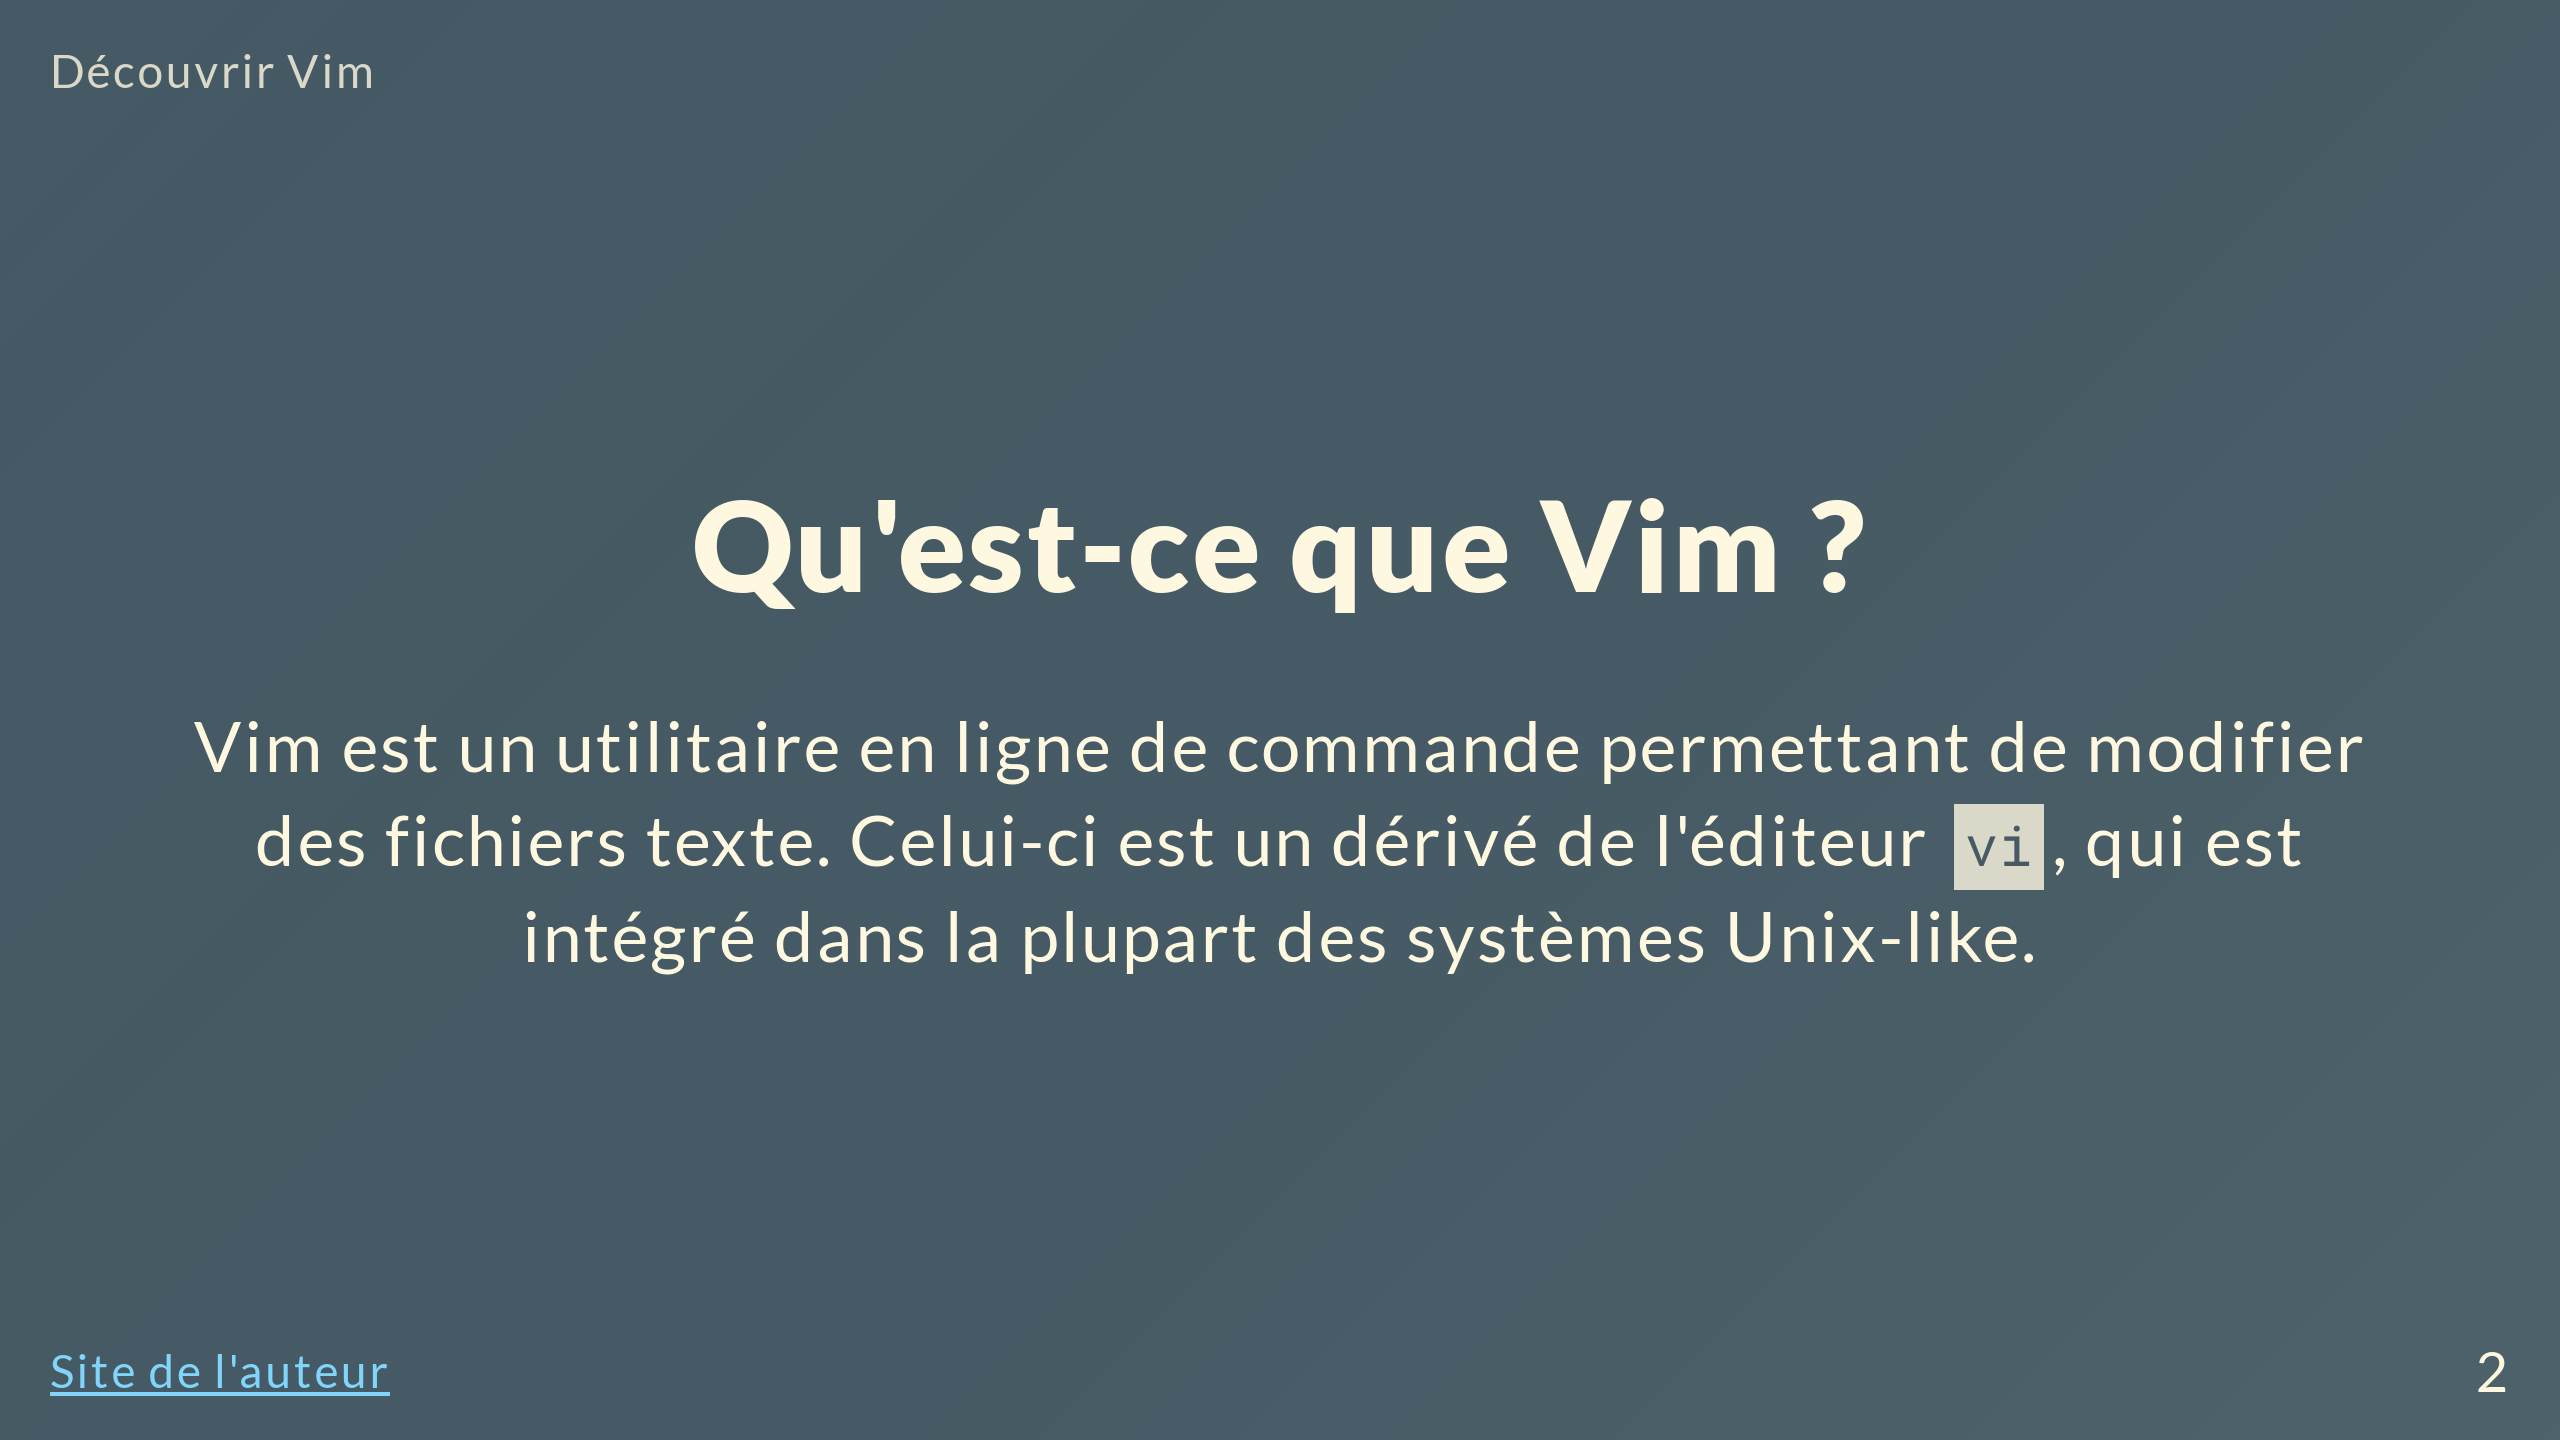 Découvrir Vim
Qu'est-ce que Vim ?
Vim est un utilitaire en ligne de commande permettant de modifier
des fichiers texte. Celui-ci est un dérivé de l'éditeur vi, qui est
intégré dans la plupart des systèmes Unix-like.
Site de l'auteur
2